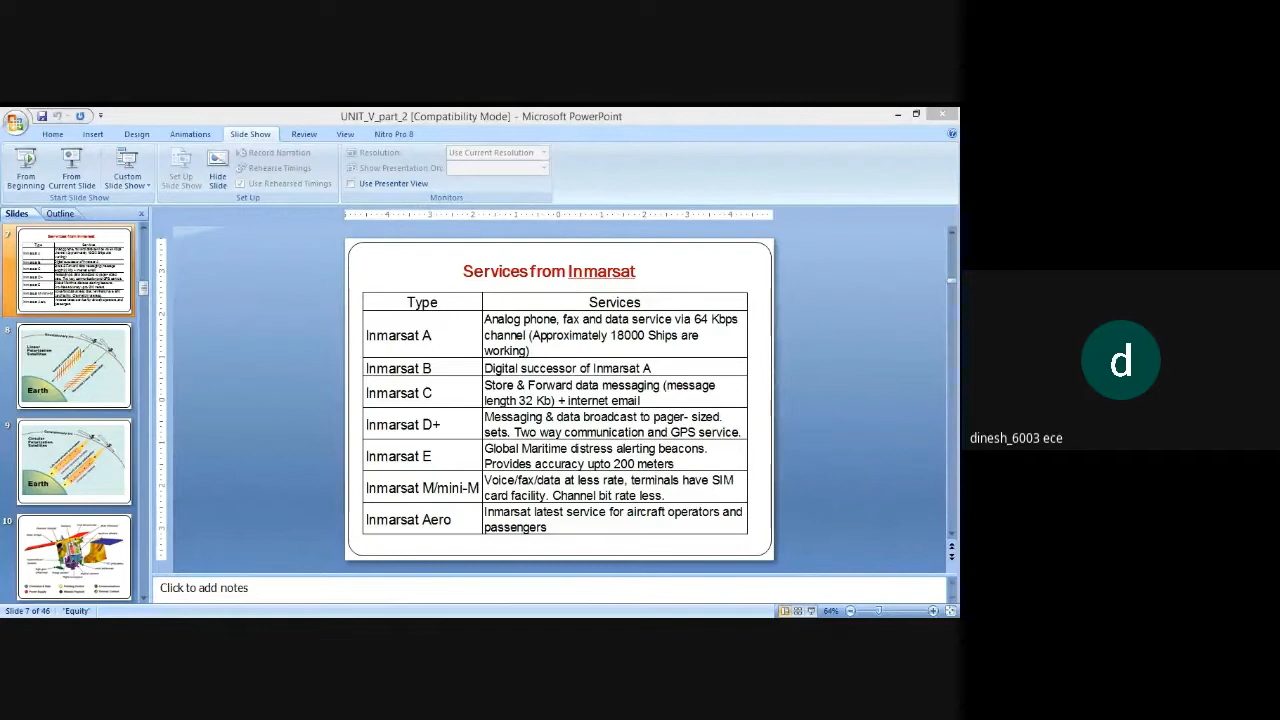 UNIT_V_part_2 [Compatibility Mode] - Microsoft PowerPoint
Home Insert Design Animations Slide Show Review View Nitro Pro 8
From Beginning
From Current Slide
Custom Slide Show
Set Up Slide Show
Hide Slide
Record Narration
Rehearse Timings
Use Rehearsed Timings
Resolution: Use Current Resolution
Show Presentation On:
Use Presenter View
Start Slide Show Set Up Monitors
Slides Outline
7
8
Earth
9
Earth
10
Services from Inmarsat
Type Services
Inmarsat A
Analog phone, fax and data service via 64 Kbps
channel (Approximately 18000 Ships are
working)
Inmarsat B
Digital successor of Inmarsat A
Inmarsat C
Store & Forward data messaging (message
length 32 Kb) + internet email
Inmarsat D+
Messaging & data broadcast to pager- sized.
sets. Two way communication and GPS service.
Inmarsat E
Global Maritime distress alerting beacons.
Provides accuracy upto 200 meters
Inmarsat M/mini-M
Voice/fax/data at less rate, terminals have SIM
card facility. Channel bit rate less.
Inmarsat Aero
Inmarsat latest service for aircraft operators and
passengers
Click to add notes
Slide 7 of 46 "Equity" 64%
d
dinesh_6003 ece